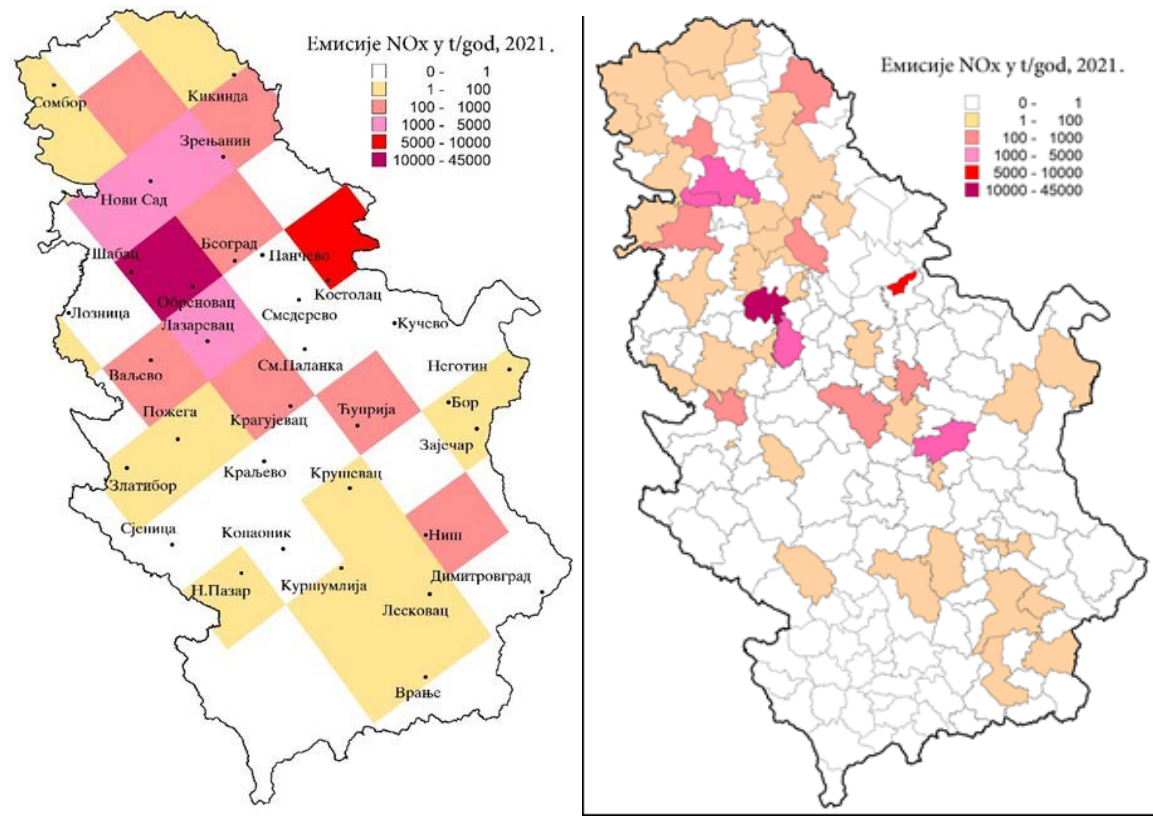 Емисије NOx у t/год, 2021.
0 - 1
1 - 100
100 - 1000
1000 - 5000
5000 - 10000
10000 - 45000
Сомбор
Кикинда
Зрењанин
Нови Сад
Шабац
Београд
Панчево
Обреновац
Костолац
Лозница
Смедерево
Лазаревац
Кучево
Ваљево
См.Паланка
Неготин
Пожега
Крагујевац
Ћуприја
Бор
Зајечар
Златибор
Краљево
Крушевац
Сјеница
Копаоник
Ниш
Н.Пазар
Куршумлија
Димитровград
Лесковац
Врање
Емисије NOx у t/год, 2021.
0 - 1
1 - 100
100 - 1000
1000 - 5000
5000 - 10000
10000 - 45000